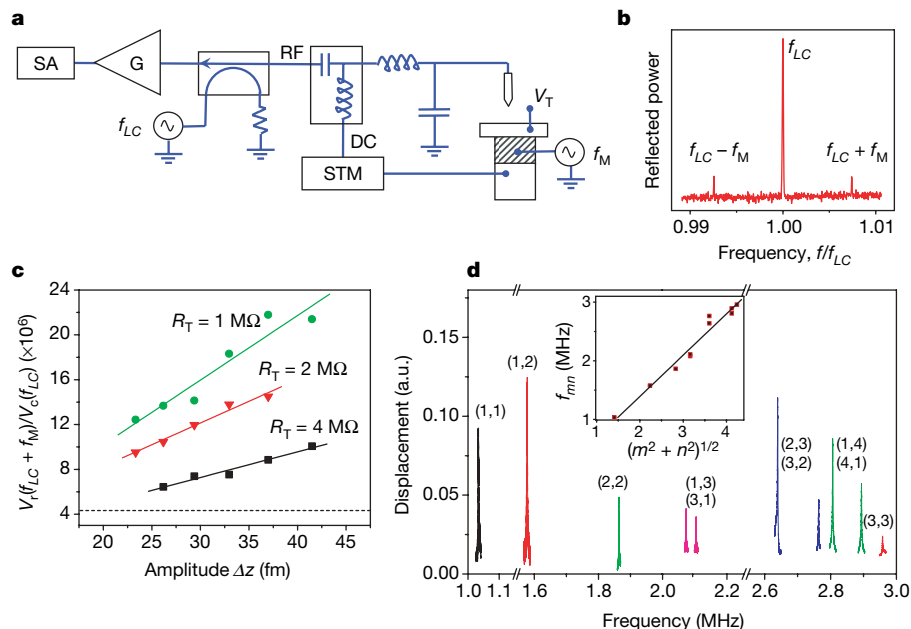 a
SA
G
RF
f_LC
DC
STM
V_T
f_M
b
Reflected power
f_LC
f_LC − f_M
f_LC + f_M
0.99 1.00 1.01
Frequency, f/f_LC
c
V_r(f_LC + f_M)/V_c(f_LC) (×10⁶)
24
20
16
12
8
4
R_T = 1 MΩ
R_T = 2 MΩ
R_T = 4 MΩ
20 25 30 35 40 45
Amplitude Δz (fm)
d
Displacement (a.u.)
0.15
0.10
0.05
0.00
(1,1)
(1,2)
(2,2)
(1,3)
(3,1)
(2,3)
(3,2)
(1,4)
(4,1)
(3,3)
f_mn (MHz)
3
2
1
1 2 3 4
(m² + n²)^1/2
1.0 1.1 1.6 1.8 2.0 2.2 2.6 2.8 3.0
Frequency (MHz)